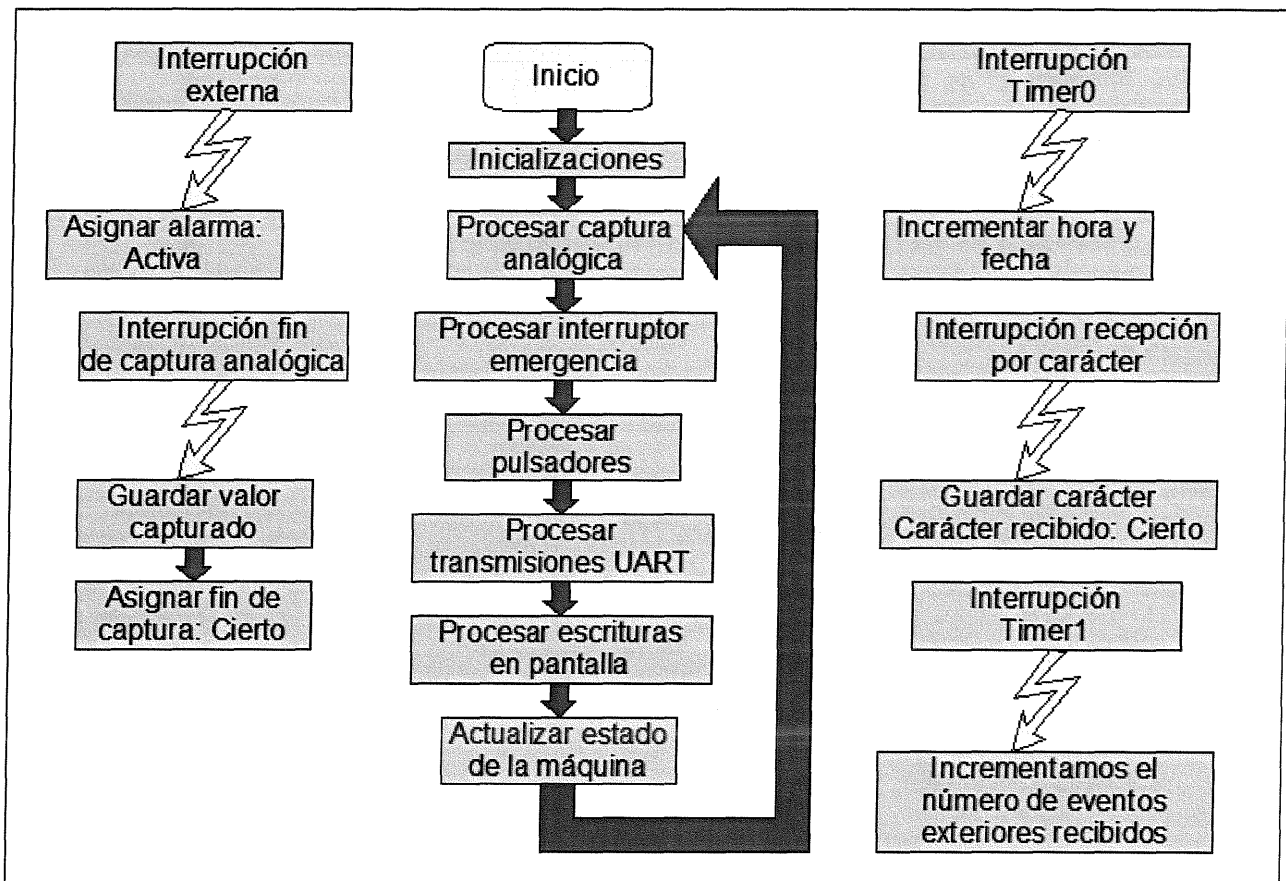 Interrupción
externa
Asignar alarma:
Activa
Interrupción fin
de captura analógica
Guardar valor
capturado
Asignar fin de
captura: Cierto
Inicio
Inicializaciones
Procesar captura
analógica
Procesar interruptor
emergencia
Procesar
pulsadores
Procesar
transmisiones UART
Procesar escrituras
en pantalla
Actualizar estado
de la máquina
Interrupción
Timer0
Incrementar hora y
fecha
Interrupción recepción
por carácter
Guardar carácter
Carácter recibido: Cierto
Interrupción
Timer1
Incrementamos el
número de eventos
exteriores recibidos